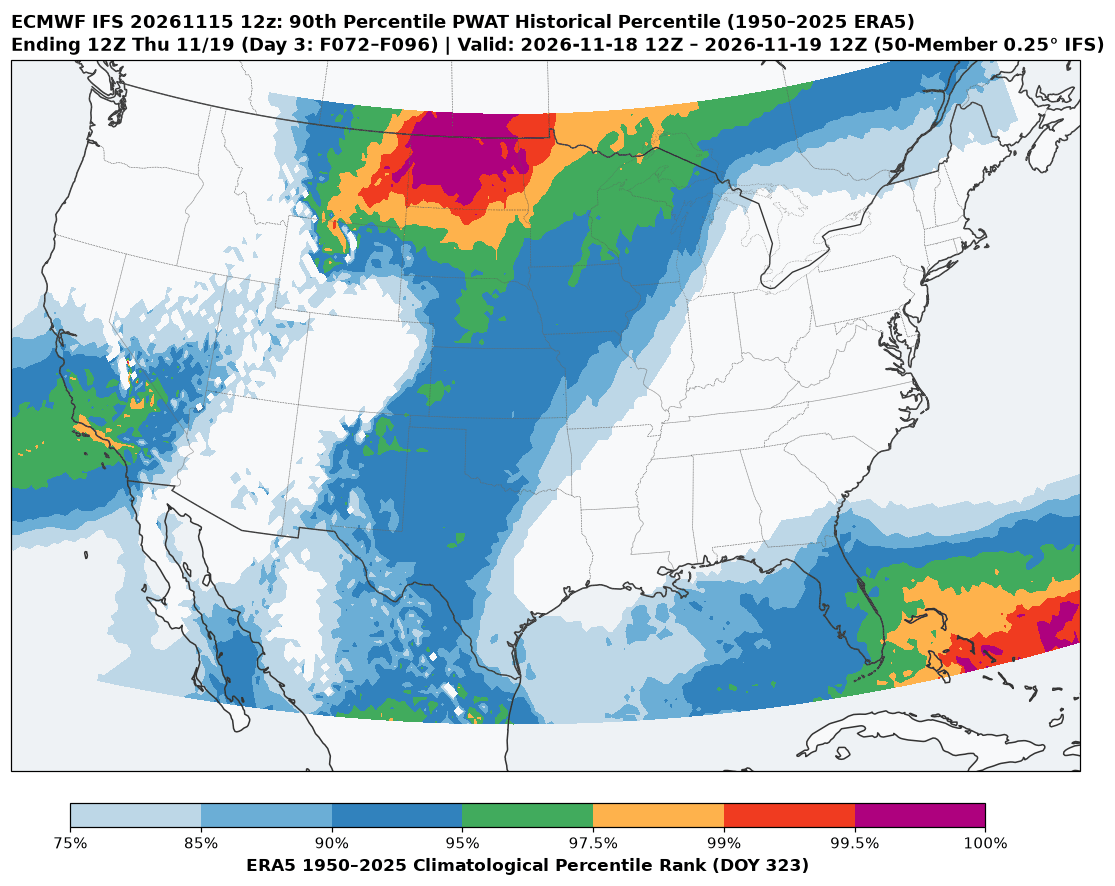 ECMWF IFS 20261115 12z: 90th Percentile PWAT Historical Percentile (1950–2025 ERA5)
Ending 12Z Thu 11/19 (Day 3: F072–F096) | Valid: 2026-11-18 12Z – 2026-11-19 12Z (50-Member 0.25° IFS)
75% 85% 90% 95% 97.5% 99% 99.5% 100%
ERA5 1950–2025 Climatological Percentile Rank (DOY 323)